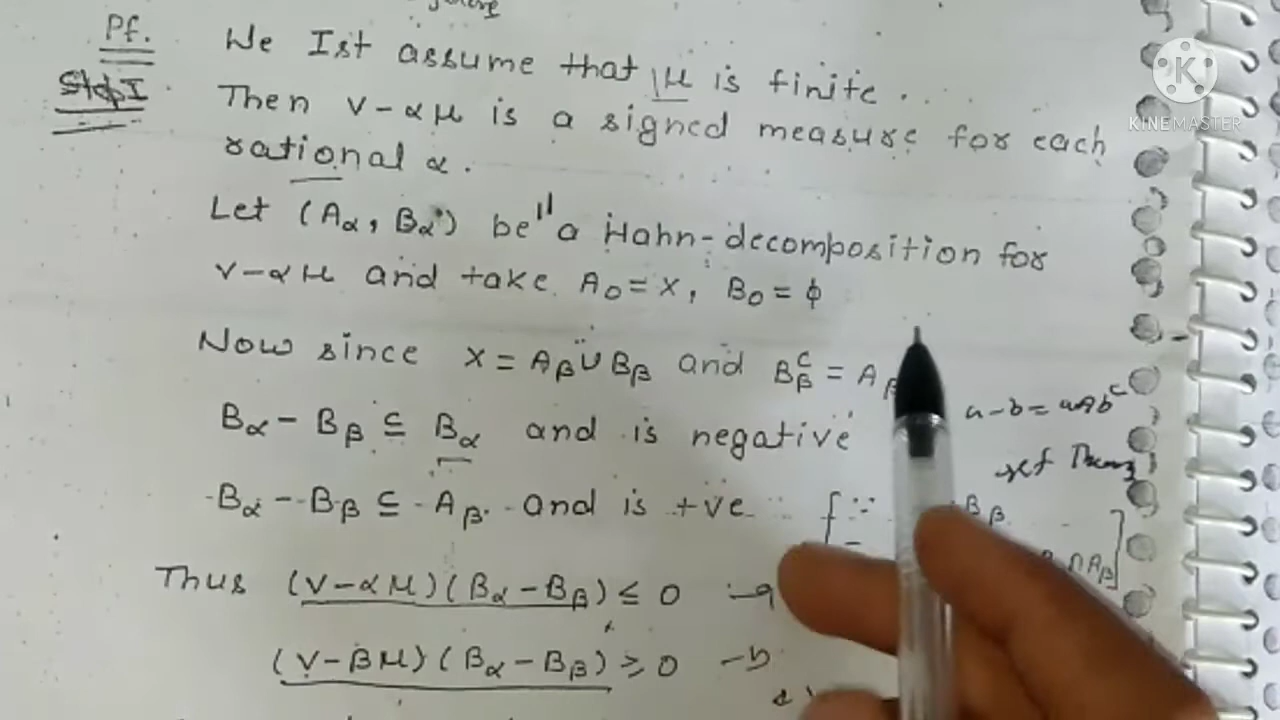 Pf. We Ist assume that μ is finite.
Step I Then ν-αμ is a signed measure for each
rational α.
Let (Aα, Bα) be a Hahn-decomposition for
ν-αμ and take A₀ = X, B₀ = ϕ
Now since X = Aβ ∪ Bβ and Bβᶜ = Aβ
a-b = a∩bᶜ
Bα - Bβ ⊆ Bα and is negative
set
Bα - Bβ ⊆ Aβ and is +ve [∵ Bβ
= ∩ Aβ]
Thus (ν-αμ)(Bα-Bβ) ≤ 0 -a
(ν-βμ)(Bα-Bβ) ≥ 0 -b
K
KINEMASTER